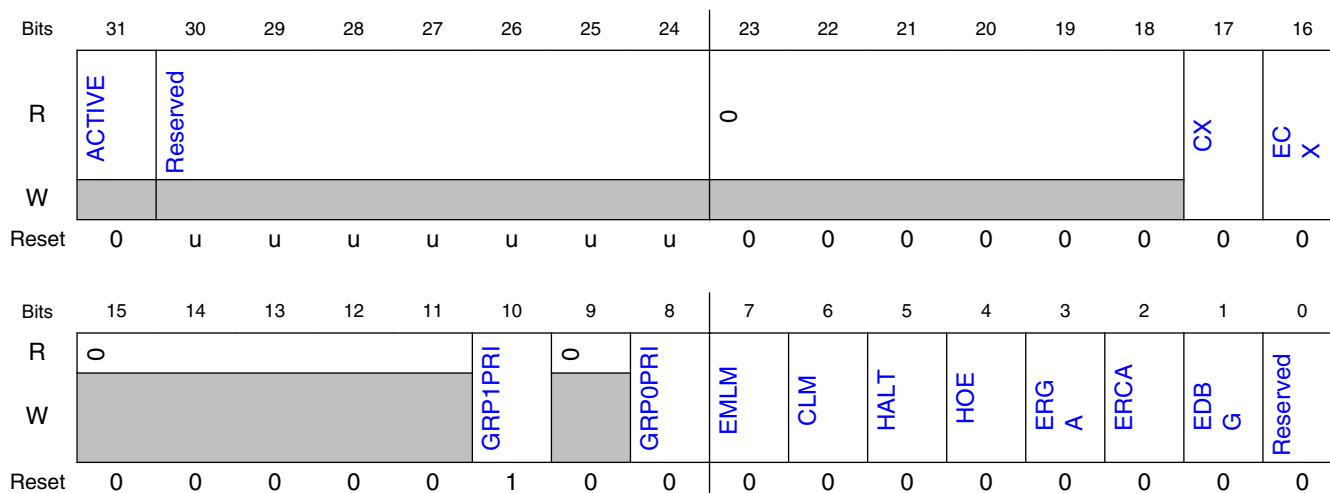 Bits 31 30 29 28 27 26 25 24 23 22 21 20 19 18 17 16
R ACTIVE Reserved 0 CX EC X
W
Reset 0 u u u u u u u 0 0 0 0 0 0 0 0
Bits 15 14 13 12 11 10 9 8 7 6 5 4 3 2 1 0
R 0 GRP1PRI 0 GRP0PRI EMLM CLM HALT HOE ERG A ERCA EDB G Reserved
W
Reset 0 0 0 0 0 1 0 0 0 0 0 0 0 0 0 0